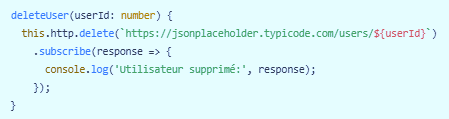 deleteUser(userId: number) {
  this.http.delete(`https://jsonplaceholder.typicode.com/users/${userId}`)
    .subscribe(response => {
      console.log('Utilisateur supprimé:', response);
    });
}